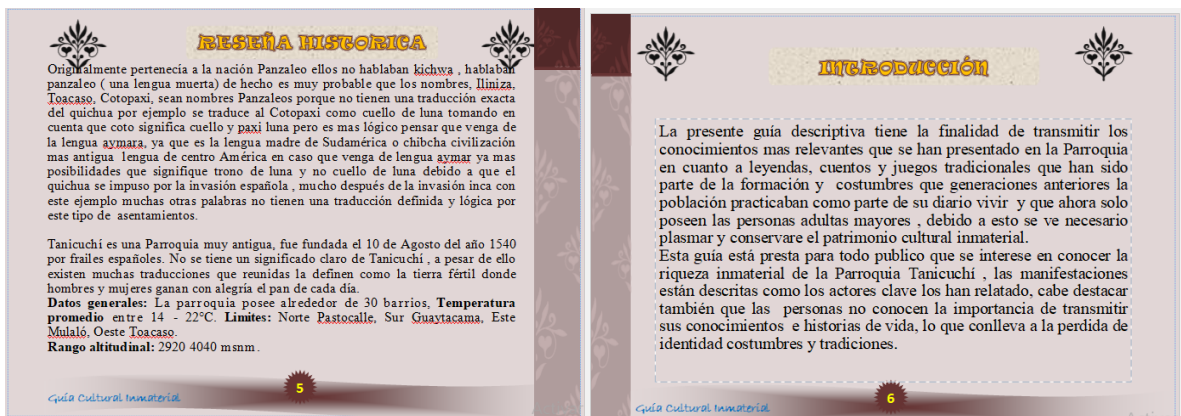 RESEÑA HISTORICA
Originalmente pertenecía a la nación Panzaleo ellos no hablaban kichwa , hablaban
panzaleo ( una lengua muerta) de hecho es muy probable que los nombres, Iliniza,
Toacaso, Cotopaxi, sean nombres Panzaleos porque no tienen una traducción exacta
del quichua por ejemplo se traduce al Cotopaxi como cuello de luna tomando en
cuenta que coto significa cuello y paxi luna pero es mas lógico pensar que venga de
la lengua aymara, ya que es la lengua madre de Sudamérica o chibcha civilización
mas antigua lengua de centro América en caso que venga de lengua aymar ya mas
posibilidades que signifique trono de luna y no cuello de luna debido a que el
quichua se impuso por la invasión española , mucho después de la invasión inca con
este ejemplo muchas otras palabras no tienen una traducción definida y lógica por
este tipo de asentamientos.
Tanicuchí es una Parroquia muy antigua, fue fundada el 10 de Agosto del año 1540
por frailes españoles. No se tiene un significado claro de Tanicuchí , a pesar de ello
existen muchas traducciones que reunidas la definen como la tierra fértil donde
hombres y mujeres ganan con alegría el pan de cada día.
Datos generales: La parroquia posee alrededor de 30 barrios, Temperatura
promedio entre 14 - 22°C. Limites: Norte Pastocalle, Sur Guaytacama, Este
Mulaló, Oeste Toacaso.
Rango altitudinal: 2920 4040 msnm.
5
Guía Cultural Inmaterial
INTRODUCCIÓN
La presente guía descriptiva tiene la finalidad de transmitir los
conocimientos mas relevantes que se han presentado en la Parroquia
en cuanto a leyendas, cuentos y juegos tradicionales que han sido
parte de la formación y costumbres que generaciones anteriores la
población practicaban como parte de su diario vivir y que ahora solo
poseen las personas adultas mayores , debido a esto se ve necesario
plasmar y conservare el patrimonio cultural inmaterial.
Esta guía está presta para todo publico que se interese en conocer la
riqueza inmaterial de la Parroquia Tanicuchí , las manifestaciones
están descritas como los actores clave los han relatado, cabe destacar
también que las personas no conocen la importancia de transmitir
sus conocimientos e historias de vida, lo que conlleva a la perdida de
identidad costumbres y tradiciones.
6
Guía Cultural Inmaterial